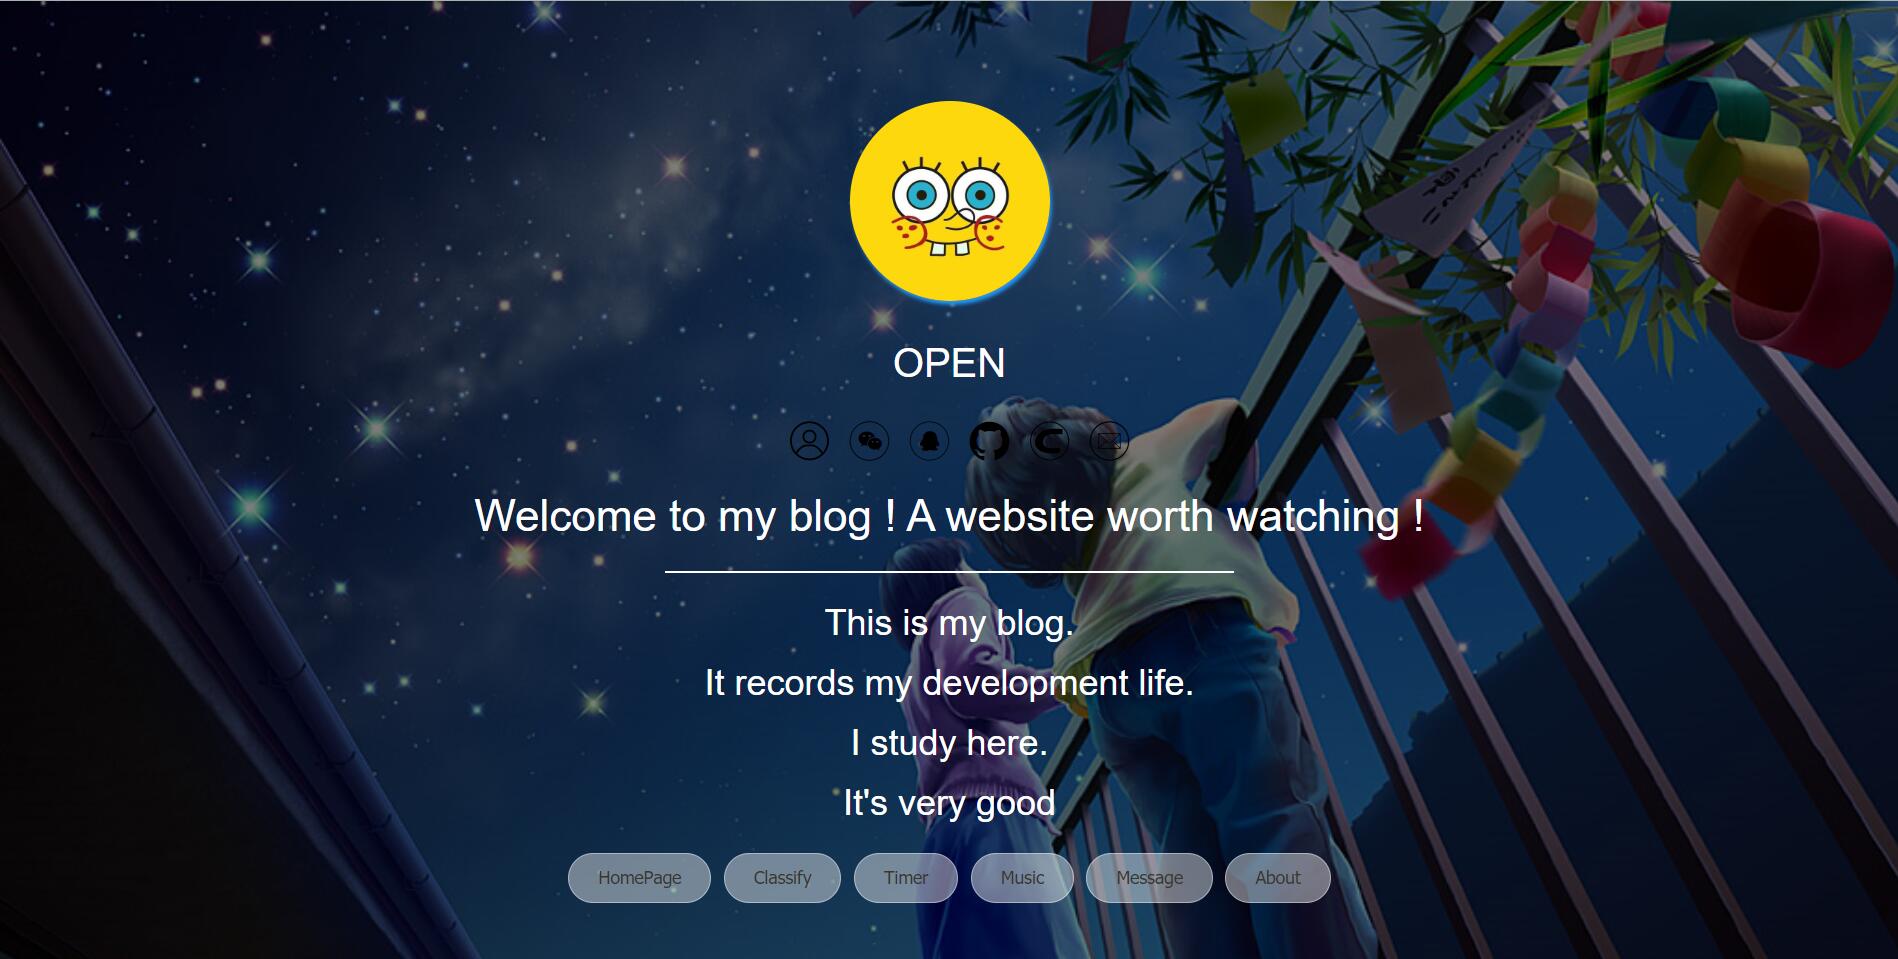 OPEN
Welcome to my blog ! A website worth watching !
This is my blog.
It records my development life.
I study here.
It's very good
HomePage
Classify
Timer
Music
Message
About